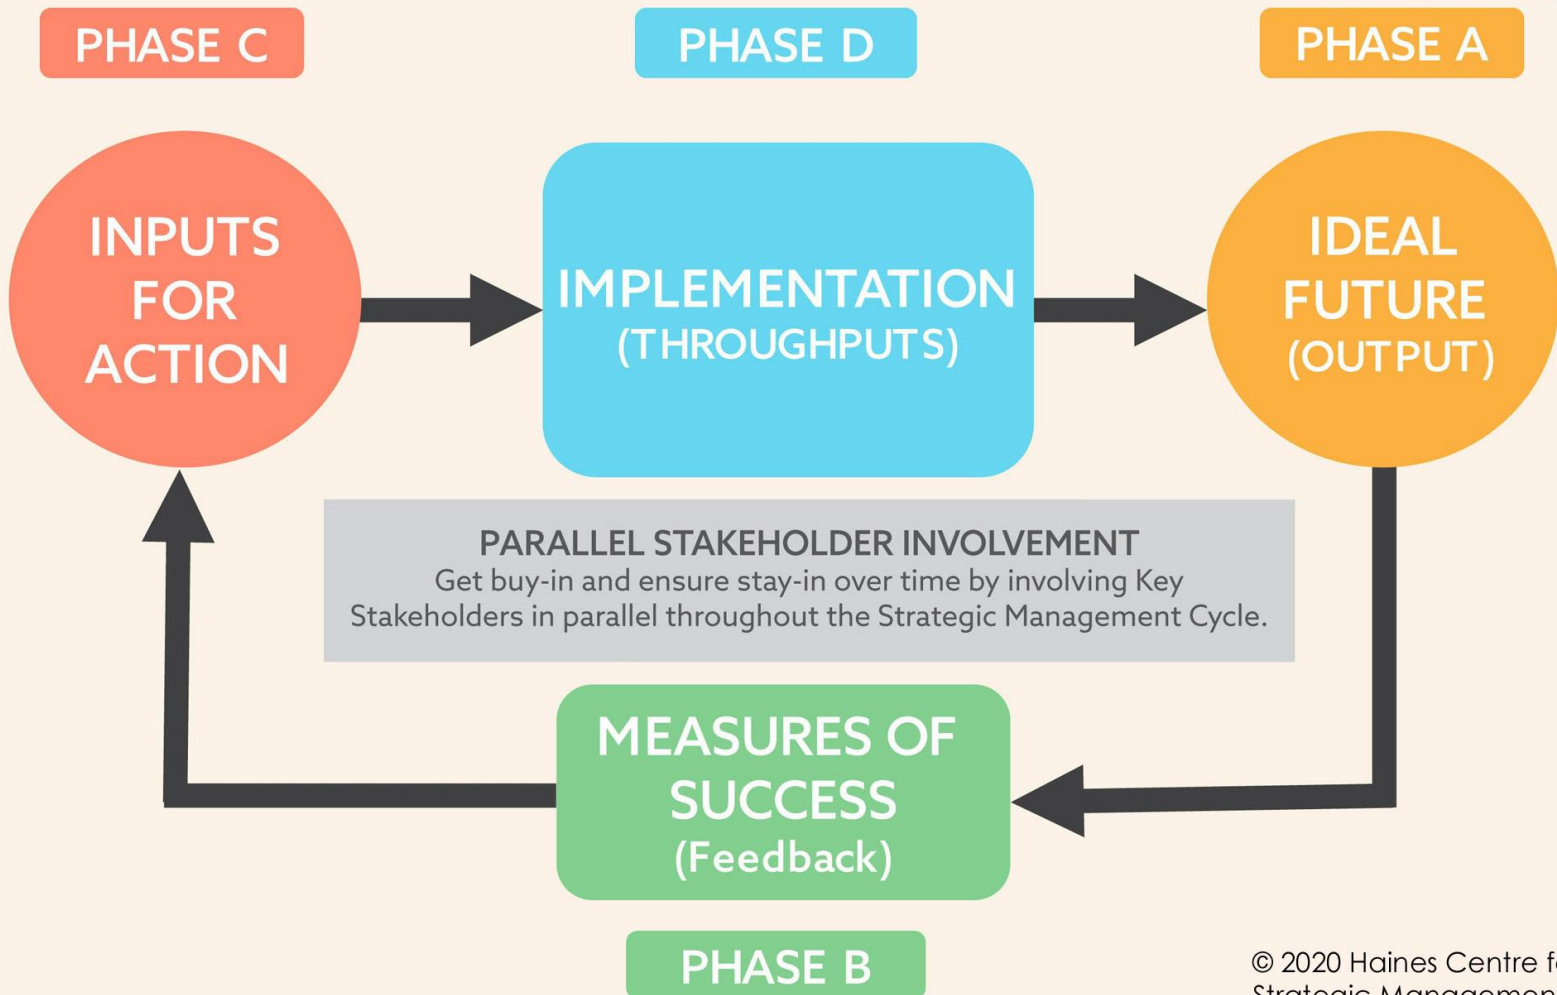 PHASE C
PHASE D
PHASE A
INPUTS
FOR
ACTION
IMPLEMENTATION
(THROUGHPUTS)
IDEAL
FUTURE
(OUTPUT)
PARALLEL STAKEHOLDER INVOLVEMENT
Get buy-in and ensure stay-in over time by involving Key
Stakeholders in parallel throughout the Strategic Management Cycle.
MEASURES OF
SUCCESS
(Feedback)
PHASE B
© 2020 Haines Centre
Strategic Management